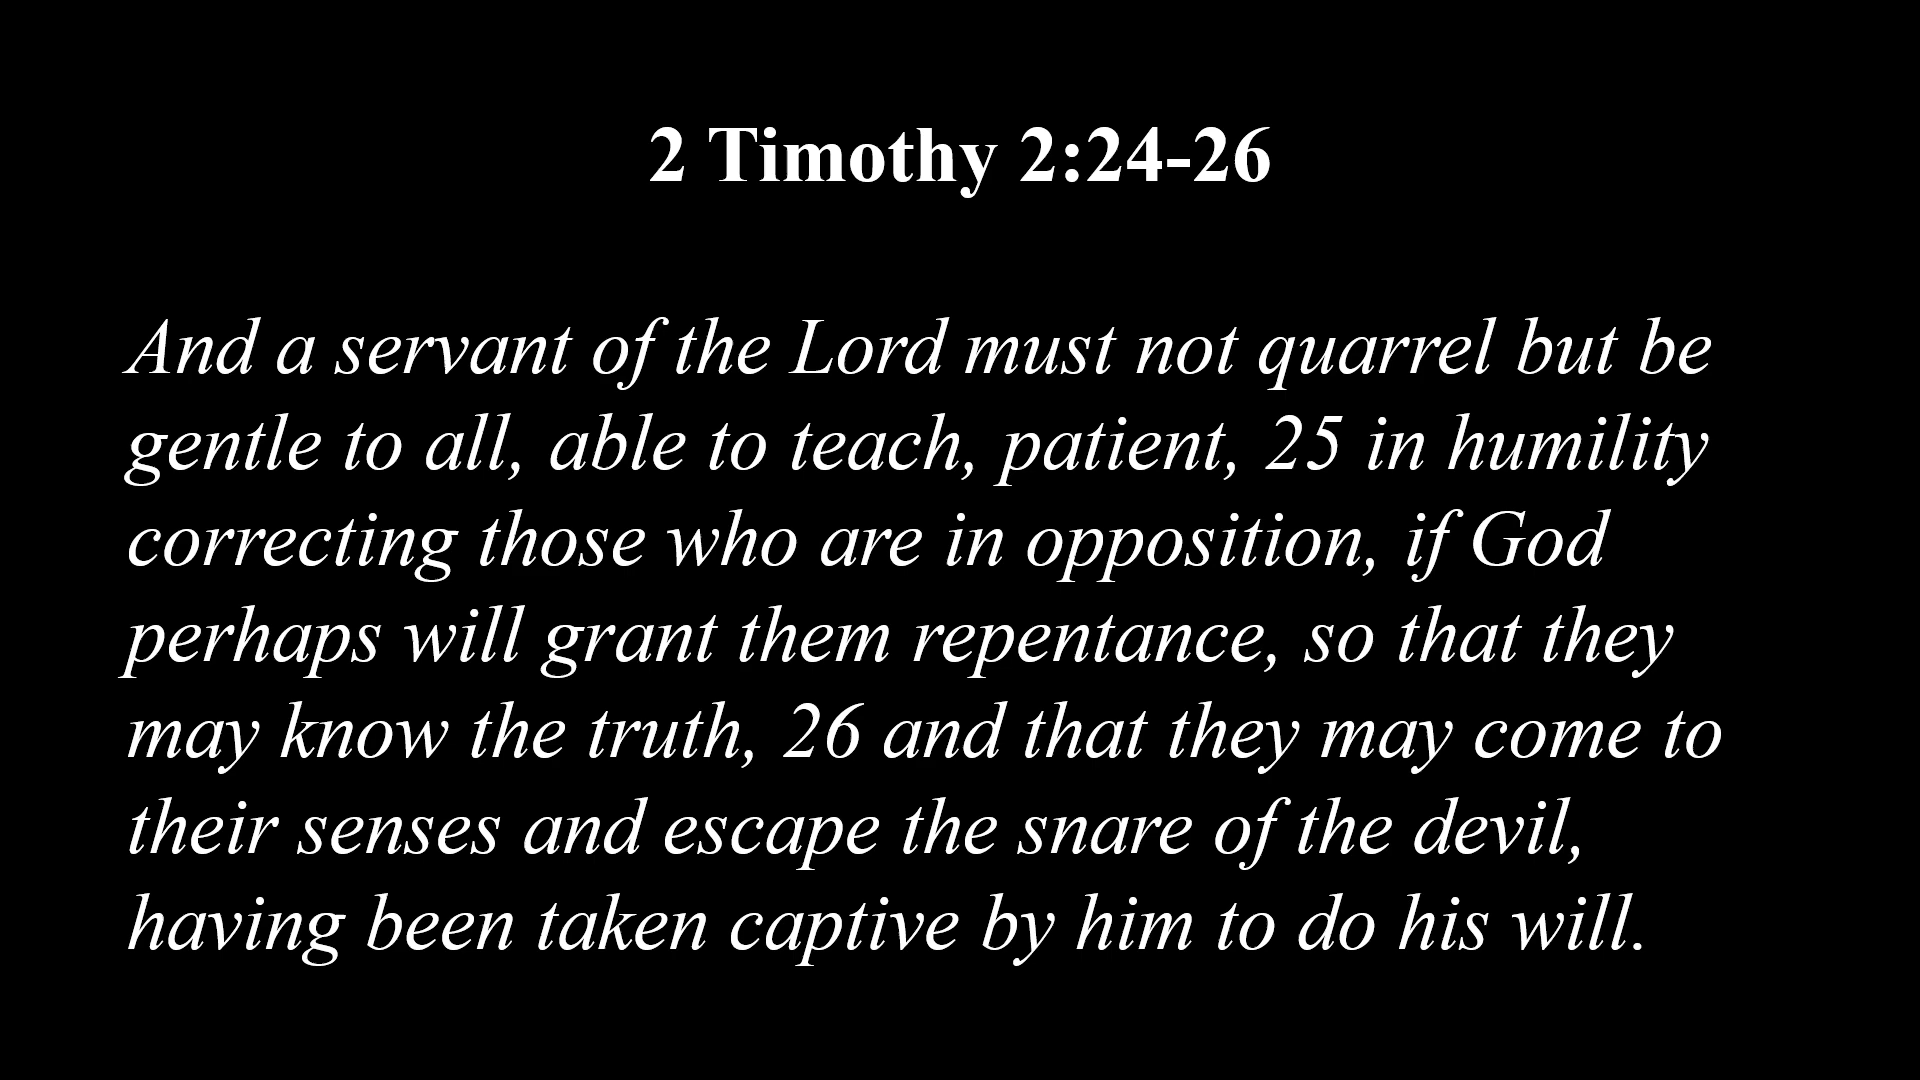 2 Timothy 2:24-26
And a servant of the Lord must not quarrel but be
gentle to all, able to teach, patient, 25 in humility
correcting those who are in opposition, if God
perhaps will grant them repentance, so that they
may know the truth, 26 and that they may come to
their senses and escape the snare of the devil,
having been taken captive by him to do his will.